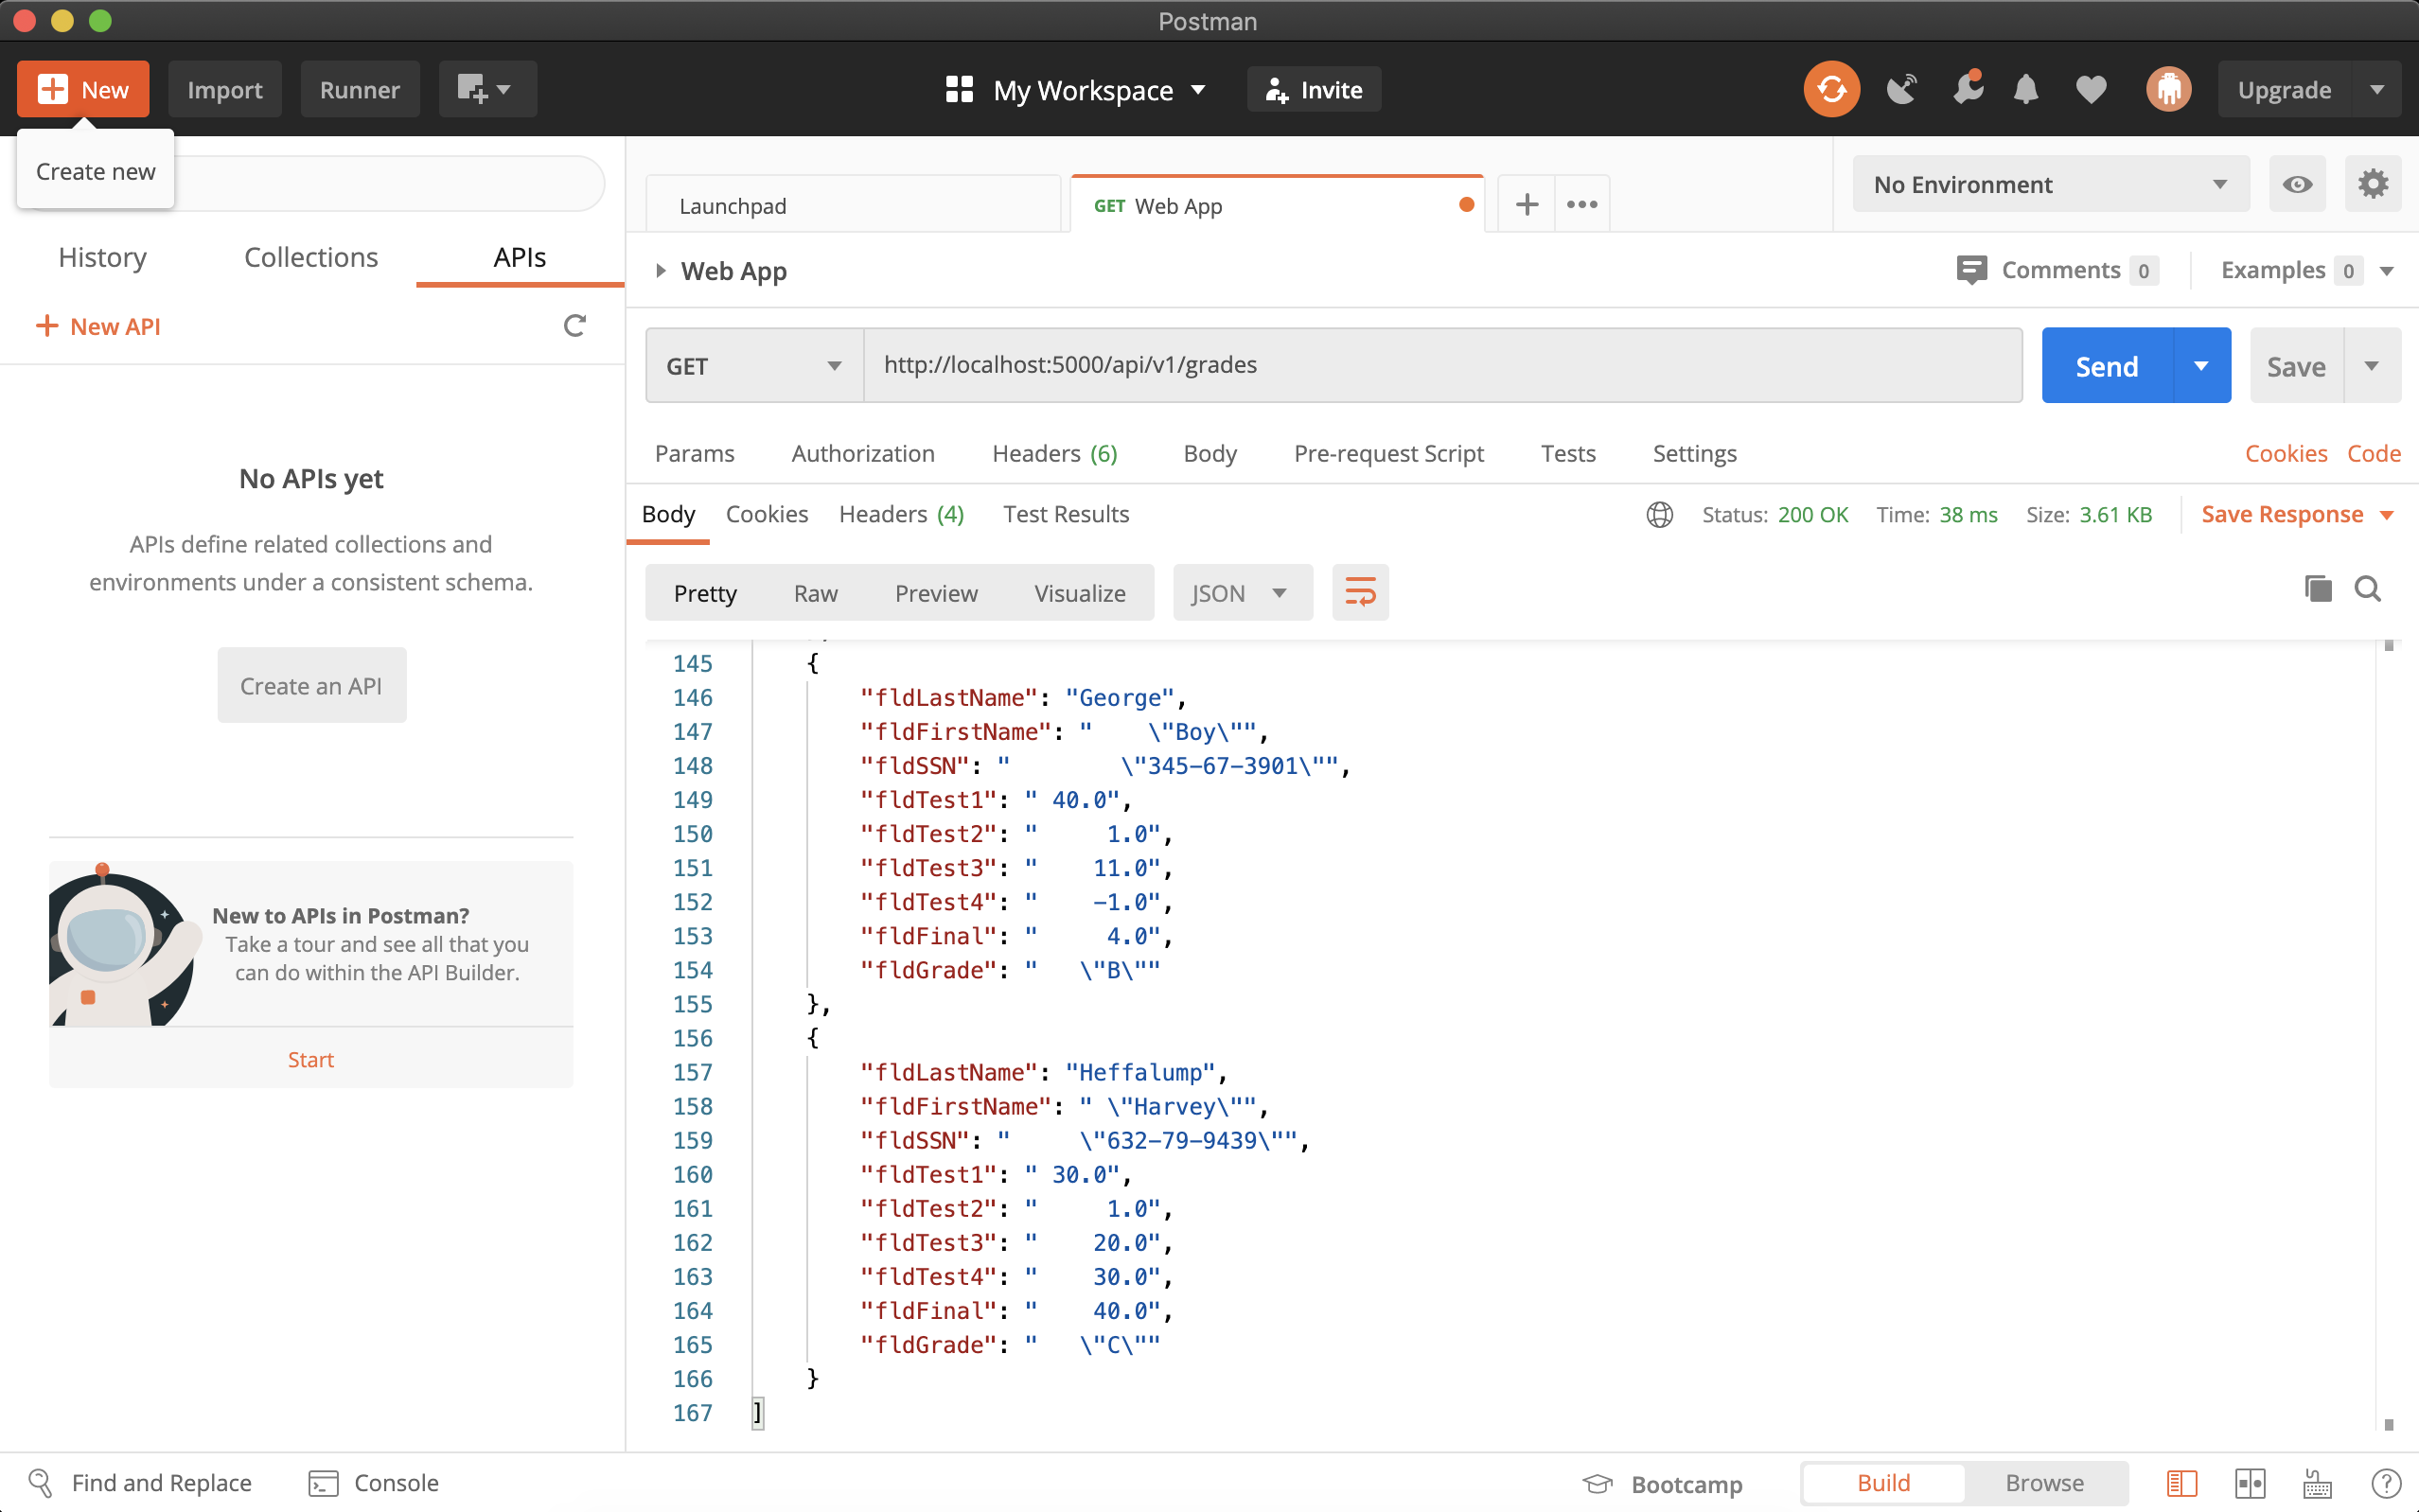 Postman
New
Import
Runner
My Workspace
Invite
Upgrade
Create new
Launchpad
GET Web App
No Environment
History
Collections
APIs
Web App
Comments 0
Examples 0
+ New API
GET
http://localhost:5000/api/v1/grades
Send
Save
Params
Authorization
Headers (6)
Body
Pre-request Script
Tests
Settings
Cookies
Code
No APIs yet
APIs define related collections and
environments under a consistent schema.
Create an API
New to APIs in Postman?
Take a tour and see all that you
can do within the API Builder.
Start
Body
Cookies
Headers (4)
Test Results
Status: 200 OK
Time: 38 ms
Size: 3.61 KB
Save Response
Pretty
Raw
Preview
Visualize
JSON
145 {
146 "fldLastName": "George",
147 "fldFirstName": "    \"Boy\"",
148 "fldSSN": "        \"345-67-3901\"",
149 "fldTest1": " 40.0",
150 "fldTest2": "     1.0",
151 "fldTest3": "    11.0",
152 "fldTest4": "    -1.0",
153 "fldFinal": "     4.0",
154 "fldGrade": "   \"B\""
155 },
156 {
157 "fldLastName": "Heffalump",
158 "fldFirstName": " \"Harvey\"",
159 "fldSSN": "     \"632-79-9439\"",
160 "fldTest1": " 30.0",
161 "fldTest2": "     1.0",
162 "fldTest3": "    20.0",
163 "fldTest4": "    30.0",
164 "fldFinal": "    40.0",
165 "fldGrade": "   \"C\""
166 }
167 ]
Find and Replace
Console
Bootcamp
Build
Browse